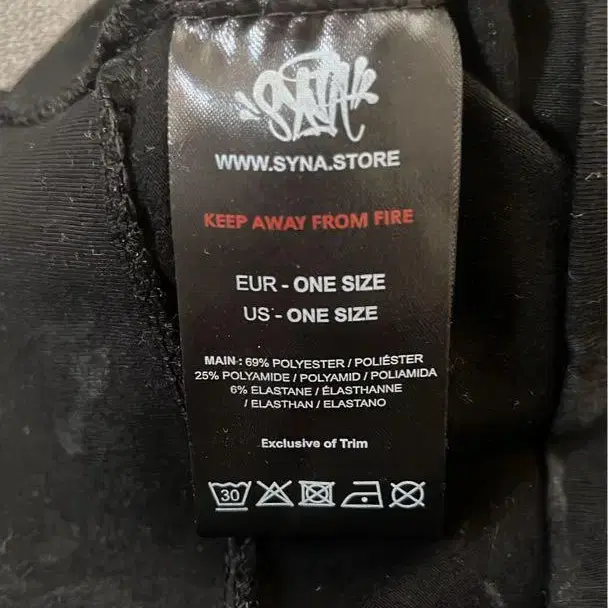 SYNA
WWW.SYNA.STORE
KEEP AWAY FROM FIRE
EUR - ONE SIZE
US - ONE SIZE
MAIN : 69% POLYESTER / POLIÉSTER
25% POLYAMIDE / POLYAMID / POLIAMIDA
6% ELASTANE / ÉLASTHANNE
/ ELASTHAN / ELASTANO
Exclusive of Trim
30